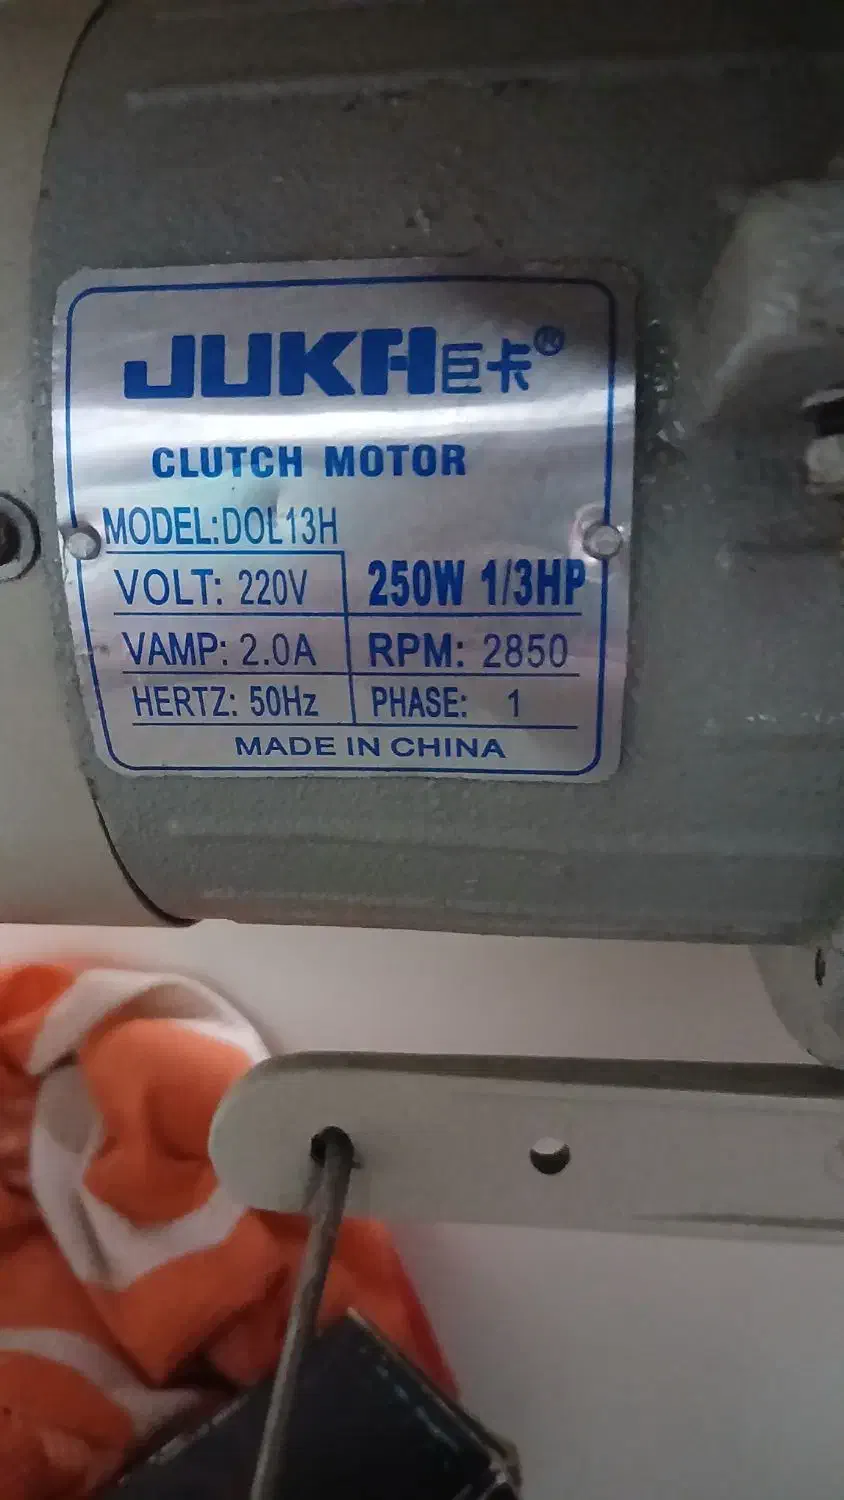 JUKA巨卡®
CLUTCH MOTOR
MODEL:DOL13H
VOLT: 220V 250W 1/3HP
VAMP: 2.0A RPM: 2850
HERTZ: 50Hz PHASE: 1
MADE IN CHINA